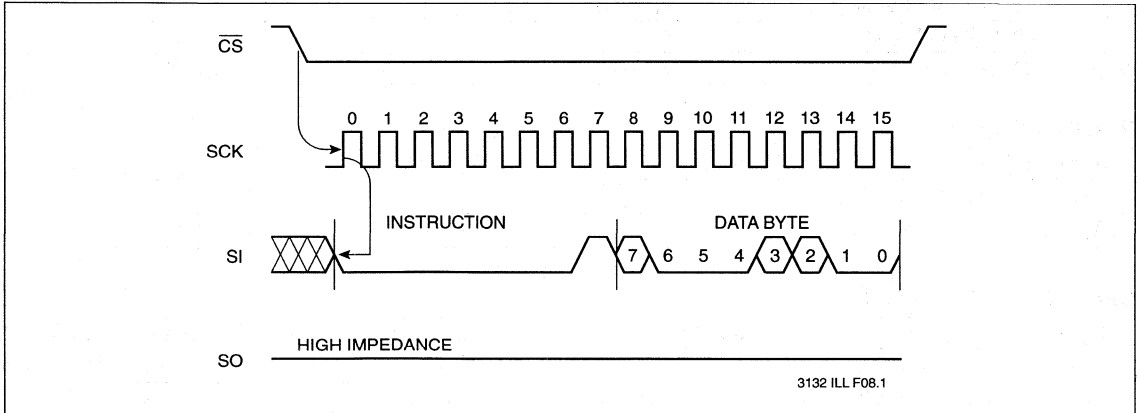 CS
0 1 2 3 4 5 6 7 8 9 10 11 12 13 14 15
SCK
INSTRUCTION DATA BYTE
SI 7 6 5 4 3 2 1 0
HIGH IMPEDANCE
SO
3132 ILL F08.1